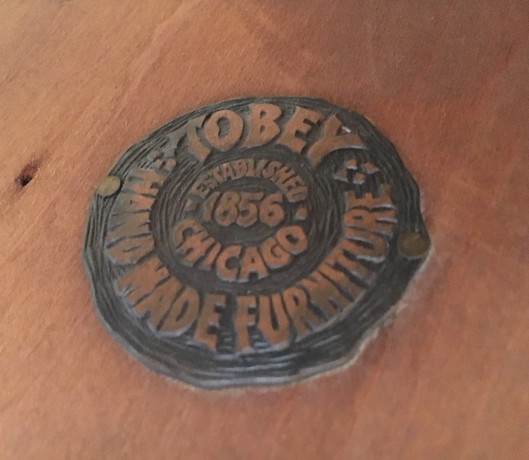 TOBEY
HAND MADE FURNITURE
ESTABLISHED
1856
CHICAGO